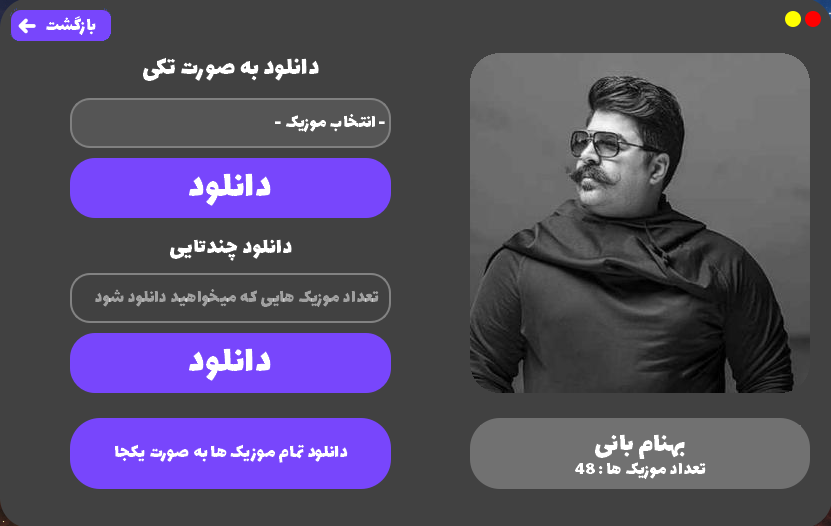 بازگشت
دانلود به صورت تکی
- انتخاب موزیک -
دانلود
دانلود چندتایی
تعداد موزیک هایی که میخواهید دانلود شود
دانلود
دانلود تمام موزیک ها به صورت یکجا
بهنام بانی
تعداد موزیک ها : 48